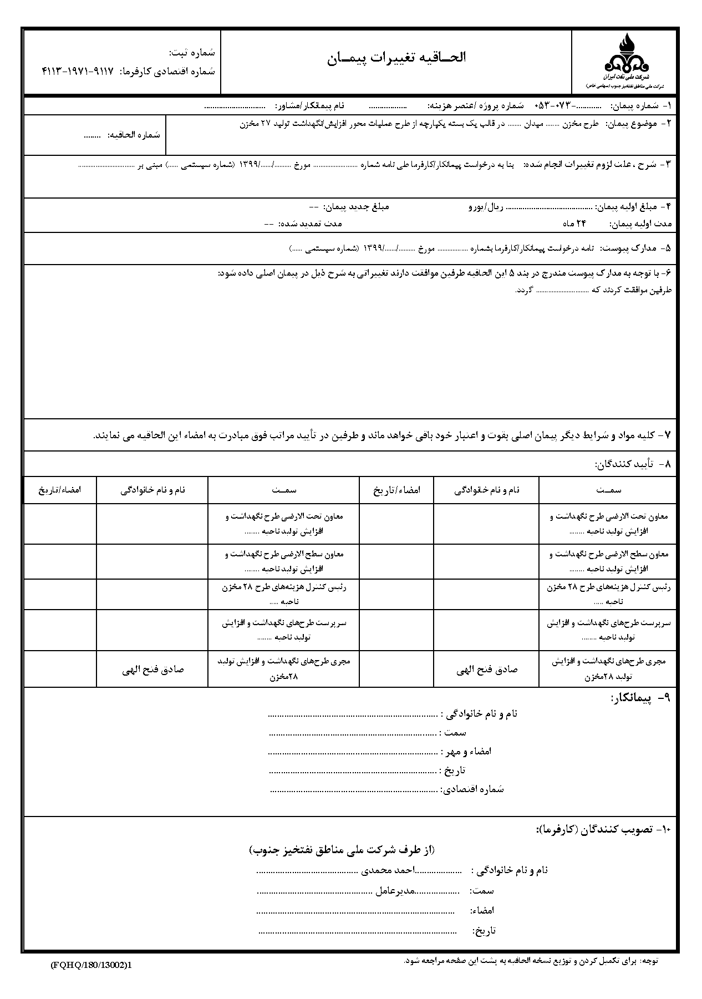 شرکت ملی نفت ایران
شرکت ملی مناطق نفتخیز جنوب (سهامی خاص)
الحــاقیه تغییرات پیمــان
شماره ثبت:
شماره اقتصادی کارفرما: ۹۱۱۷-۱۹۷۱-۴۱۱۳
۱- شماره پیمان: ............-۰۷۳-۰۵۳ شماره پروژه /عنصر هزینه: .................. نام پیمانکار/مشاور: .............................
۲- موضوع پیمان: طرح مخزن ........ میدان ........ در قالب یک بسته یکپارچه از طرح عملیات محور افزایش/نگهداشت تولید ۲۷ مخزن
شماره الحاقیه: ........
۳- شرح ، علت لزوم تغییرات انجام شده: بنا به درخواست پیمانکار/کارفرما طی نامه شماره .......................... مورخ ........../......./۱۳۹۹ (شماره سیستمی ......) مبنی بر .................................
۴- مبلغ اولیه پیمان: ......................................... ریال/یورو مبلغ جدید پیمان: --
مدت اولیه پیمان: ۲۴ ماه مدت تمدید شده: --
۵- مدارک پیوست: نامه درخواست پیمانکار/کارفرما بشماره .................. مورخ ........../......./۱۳۹۹ (شماره سیستمی ......)
۶- با توجه به مدارک پیوست مندرج در بند ۵ این الحاقیه طرفین موافقت دارند تغییراتی به شرح ذیل در پیمان اصلی داده شود:
طرفین موافقت کردند که ................................ گردد.
۷- کلیه مواد و شرایط دیگر پیمان اصلی بقوت و اعتبار خود باقی خواهد ماند و طرفین در تأیید مراتب فوق مبادرت به امضاء این الحاقیه می نمایند.
۸- تأیید کنندگان:
سمــت نام و نام خانوادگی امضاء/تاریخ سمــت نام و نام خانوادگی امضاء/تاریخ
معاون تحت الارضی طرح نگهداشت و معاون تحت الارضی طرح نگهداشت و
افزایش تولید ناحیه ........ افزایش تولید ناحیه ........
معاون سطح الارضی طرح نگهداشت و معاون سطح الارضی طرح نگهداشت و
افزایش تولید ناحیه ........ افزایش تولید ناحیه ........
رئیس کنترل هزینه‌های طرح ۲۸ مخزن رئیس کنترل هزینه‌های طرح ۲۸ مخزن
ناحیه ..... ناحیه .....
سرپرست طرح‌های نگهداشت و افزایش سرپرست طرح‌های نگهداشت و افزایش
تولید ناحیه ........ تولید ناحیه ........
مجری طرح‌های نگهداشت و افزایش صادق فتح الهی مجری طرح‌های نگهداشت و افزایش تولید صادق فتح الهی
تولید ۲۸مخزن ۲۸مخزن
۹- پیمانکار:
نام و نام خانوادگی : ........................................................................
سمت : .......................................................................
امضاء و مهر : ........................................................................
تاریخ : .......................................................................
شماره اقتصادی: .......................................................................
۱۰- تصویب کنندگان (کارفرما):
(از طرف شرکت ملی مناطق نفتخیز جنوب)
نام و نام خانوادگی : ....................احمد محمدی ...........................................
سمت: ...................مدیرعامل .................................................
امضاء: ....................................................................................
تاریخ: ....................................................................................
توجه: برای تکمیل کردن و توزیع نسخه الحاقیه به پشت این صفحه مراجعه شود.
(FQHQ/180/13002)1